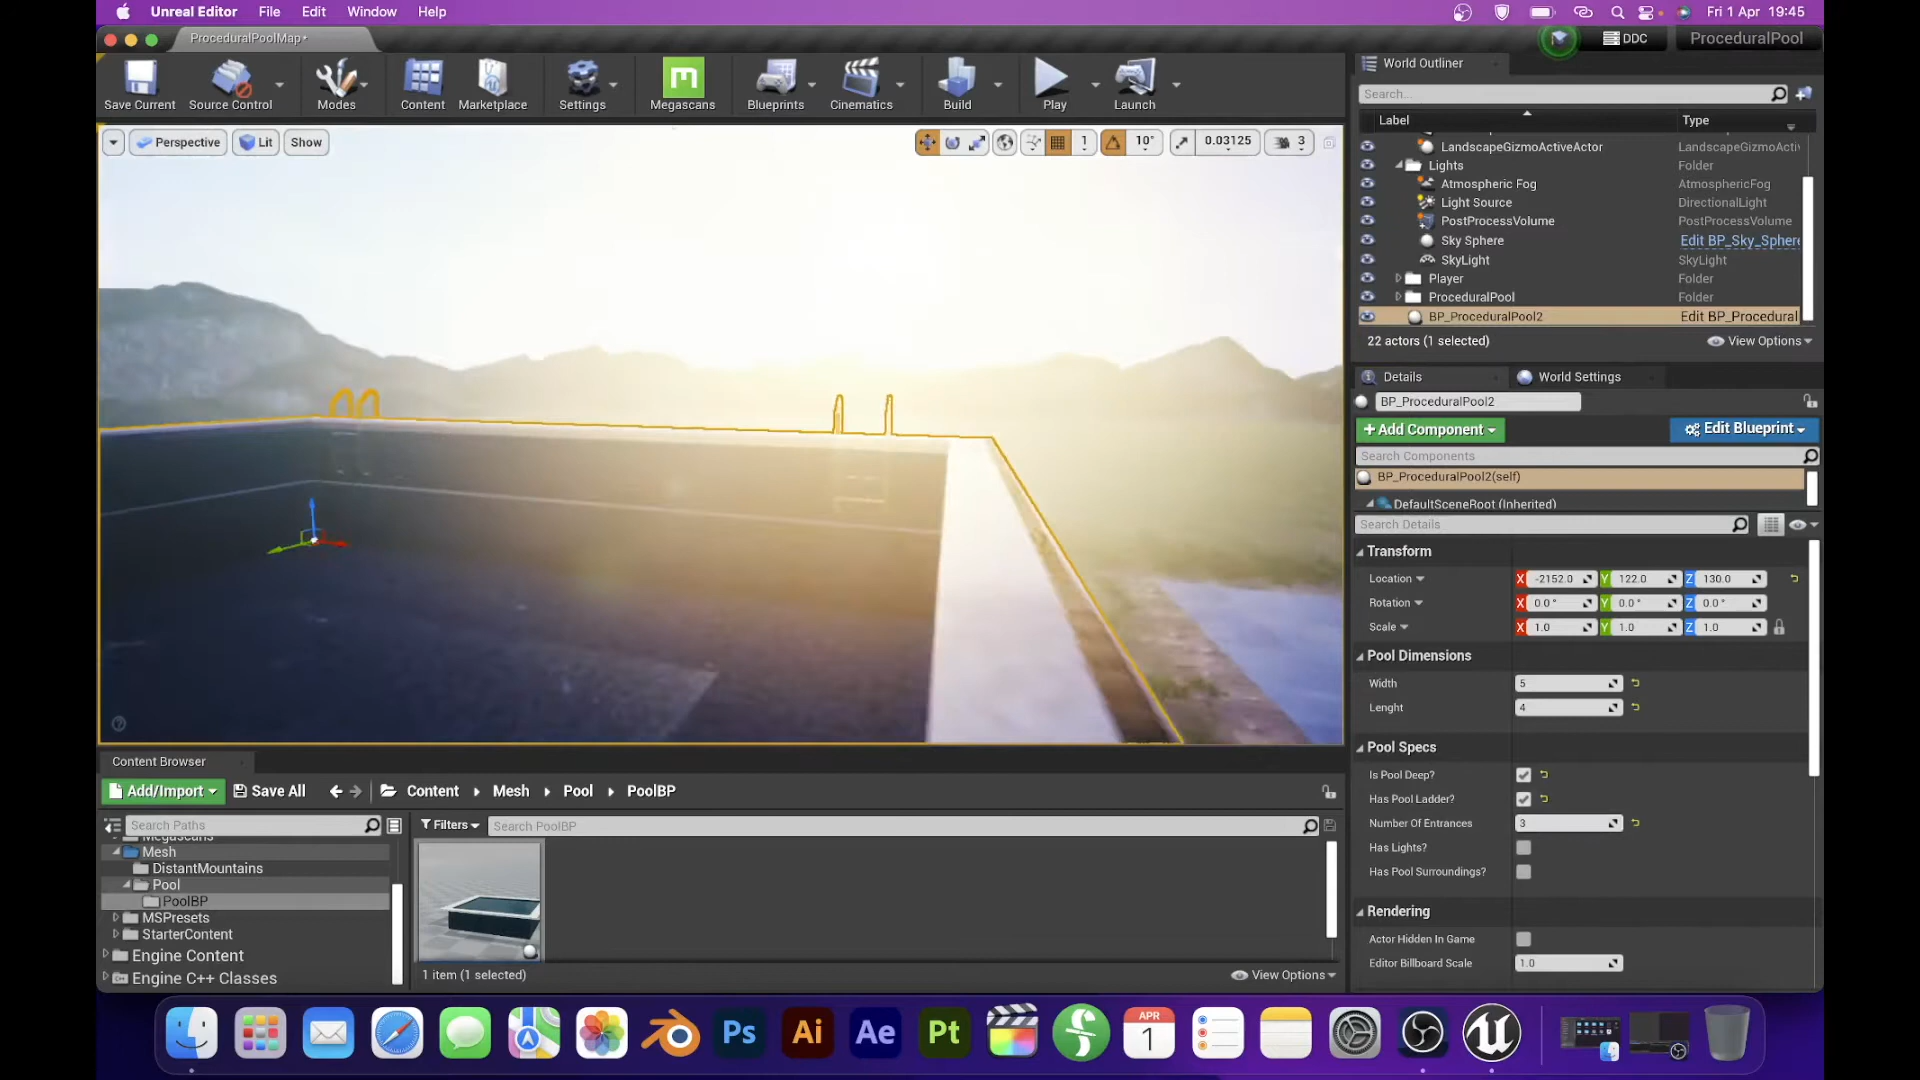 Unreal Editor File Edit Window Help Fri 1 Apr 19:45
ProceduralPoolMap• DDC ProceduralPool
Save Current Source Control Modes Content Marketplace Settings Megascans Blueprints Cinematics Build Play Launch
Perspective Lit Show 1 10° 0.03125 3
World Outliner
Search...
Label Type
LandscapeGizmoActiveActor LandscapeGizmoActi
Lights Folder
Atmospheric Fog AtmosphericFog
Light Source DirectionalLight
PostProcessVolume PostProcessVolume
Sky Sphere Edit BP_Sky_Sphere
SkyLight SkyLight
Player Folder
ProceduralPool Folder
BP_ProceduralPool2 Edit BP_Procedural
22 actors (1 selected) View Options
Details World Settings
BP_ProceduralPool2
+ Add Component Edit Blueprint
Search Components
BP_ProceduralPool2(self)
DefaultSceneRoot (Inherited)
Search Details
Transform
Location X -2152.0 Y 122.0 Z 130.0
Rotation X 0.0 ° Y 0.0 ° Z 0.0 °
Scale X 1.0 Y 1.0 Z 1.0
Pool Dimensions
Width 5
Lenght 4
Pool Specs
Is Pool Deep?
Has Pool Ladder?
Number Of Entrances 3
Has Lights?
Has Pool Surroundings?
Rendering
Actor Hidden In Game
Editor Billboard Scale 1.0
Content Browser
Add/Import Save All Content Mesh Pool PoolBP
Search Paths Filters Search PoolBP
Megascans
Mesh
DistantMountains
Pool
PoolBP
MSPresets
StarterContent
Engine Content
Engine C++ Classes
1 item (1 selected) View Options
Ps Ai Ae Pt APR 1